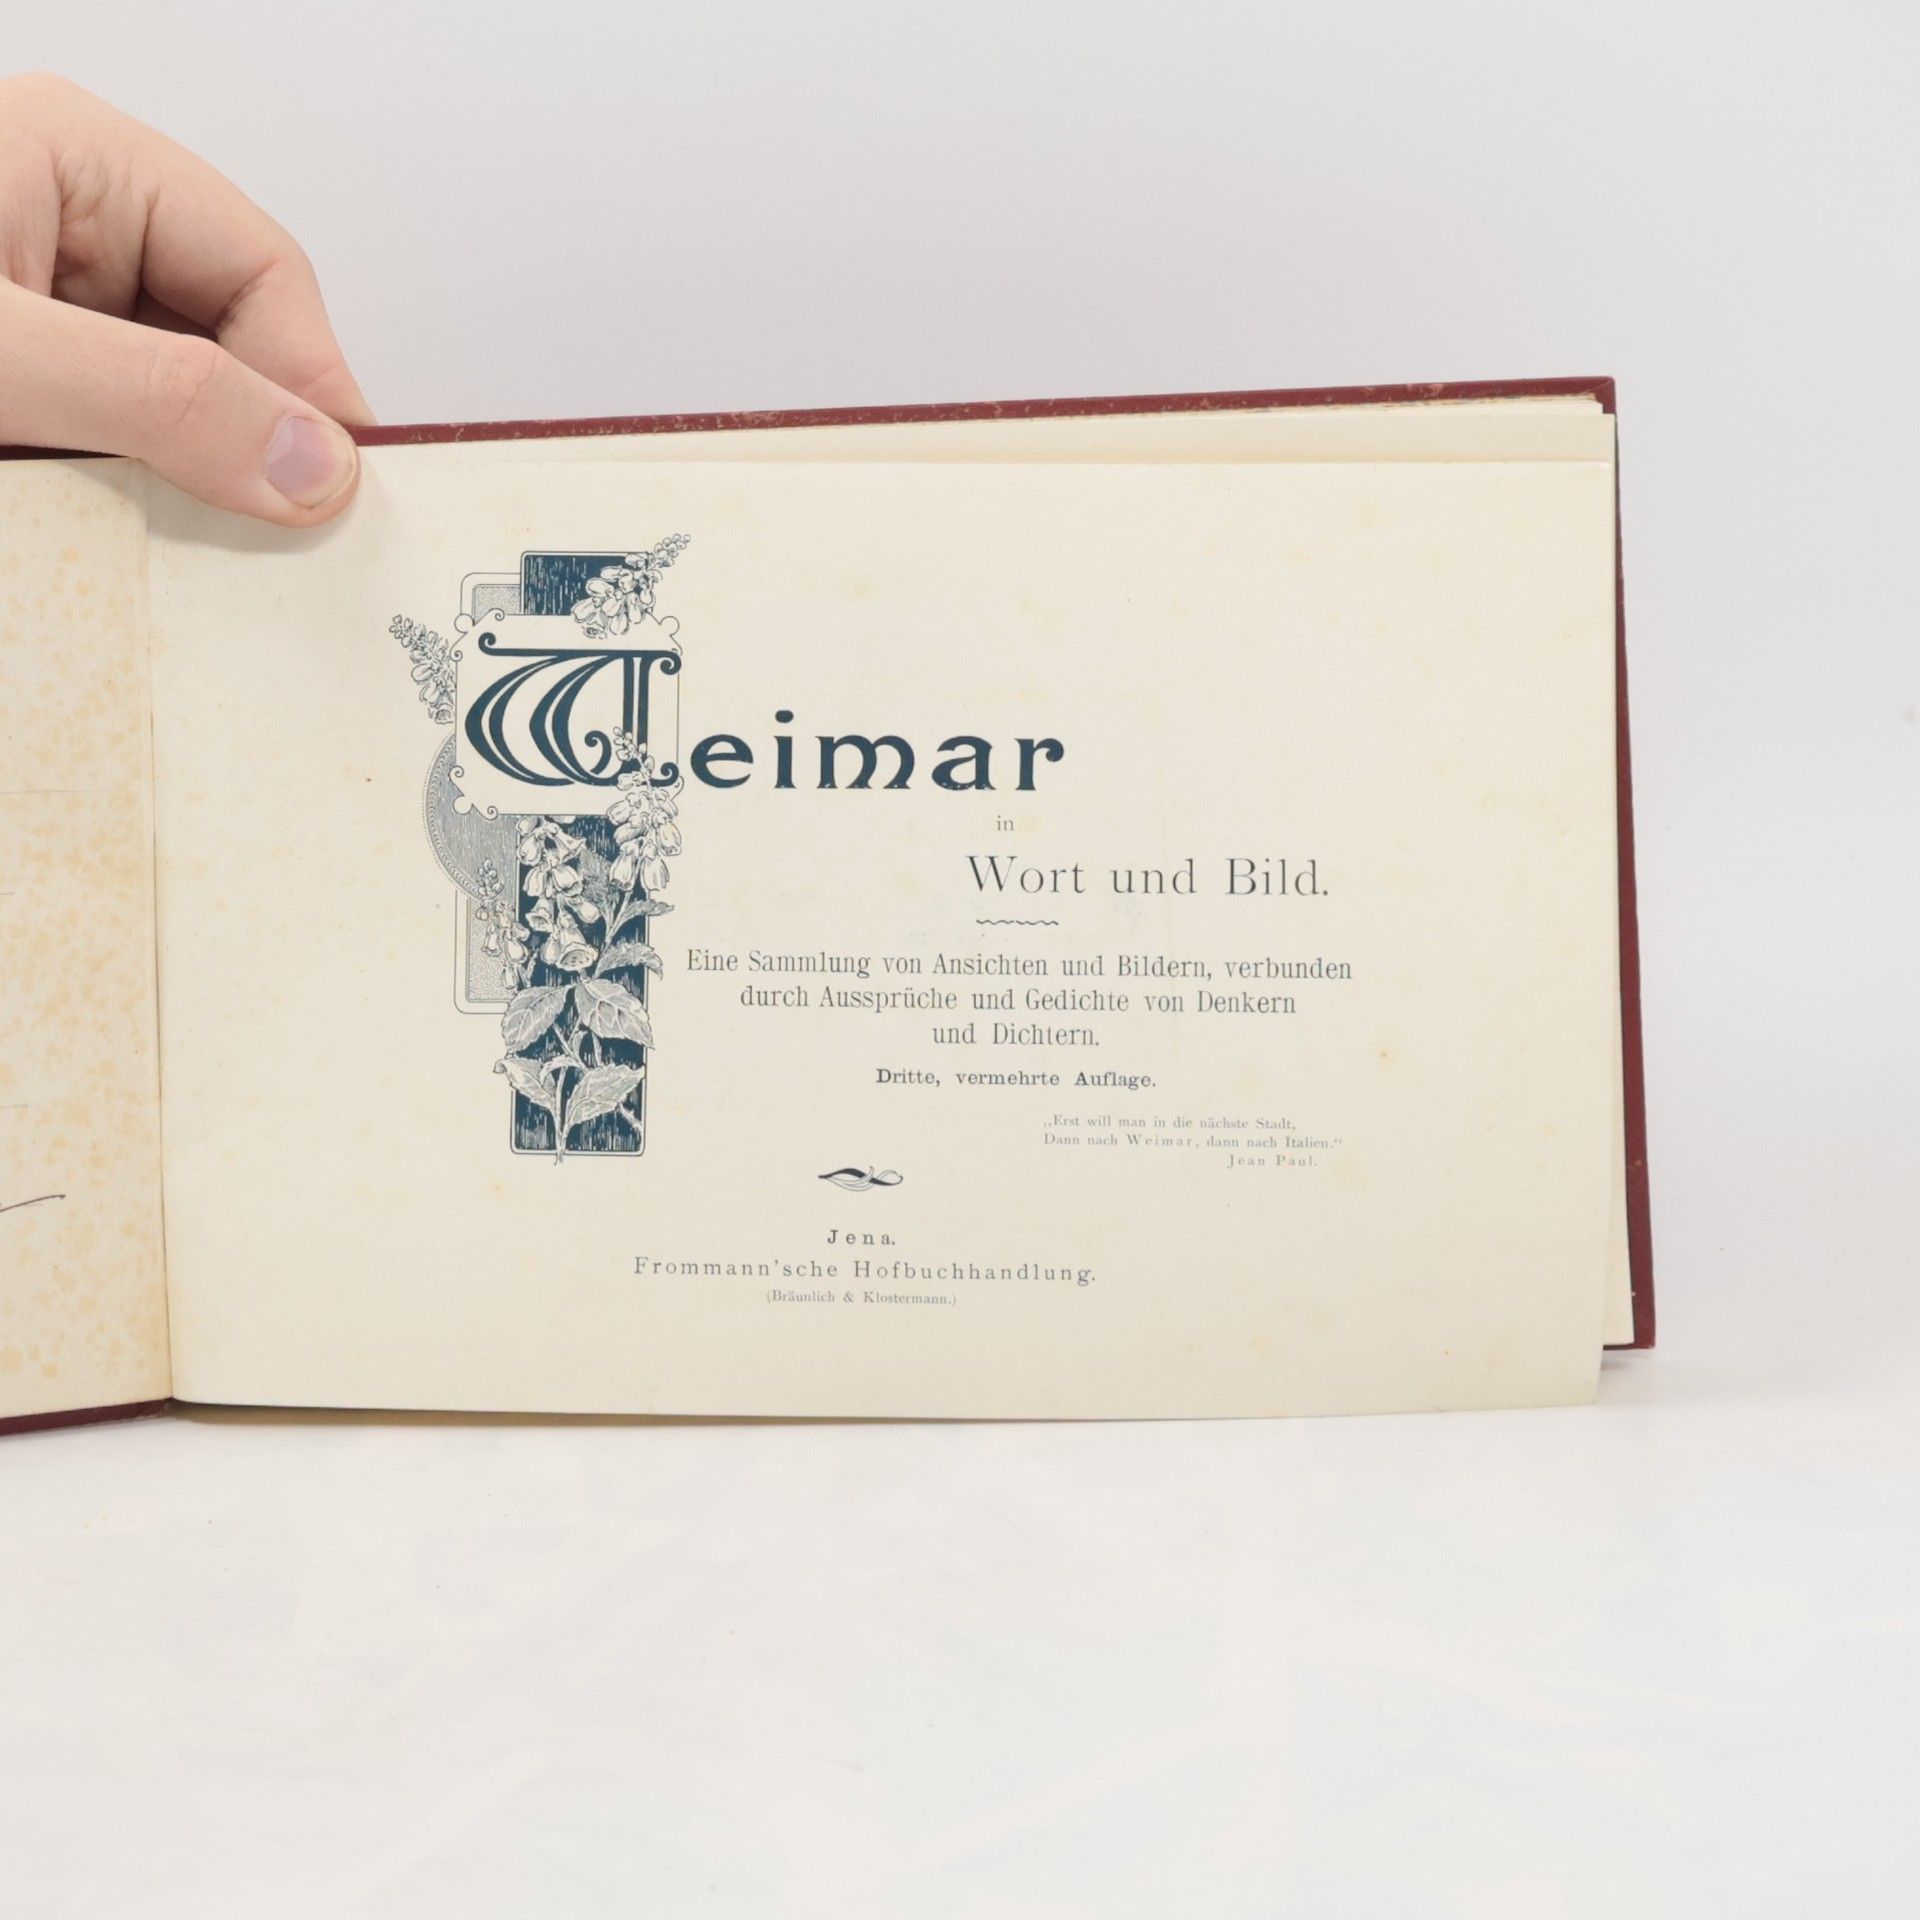 Weimar
in
Wort und Bild.
Eine Sammlung von Ansichten und Bildern, verbunden
durch Aussprüche und Gedichte von Denkern
und Dichtern.
Dritte, vermehrte Auflage.
„Erst will man in die nächste Stadt,
Dann nach Weimar, dann nach Italien.“
Jean Paul.
Jena.
Frommann'sche Hofbuchhandlung.
(Bräunlich & Klostermann.)